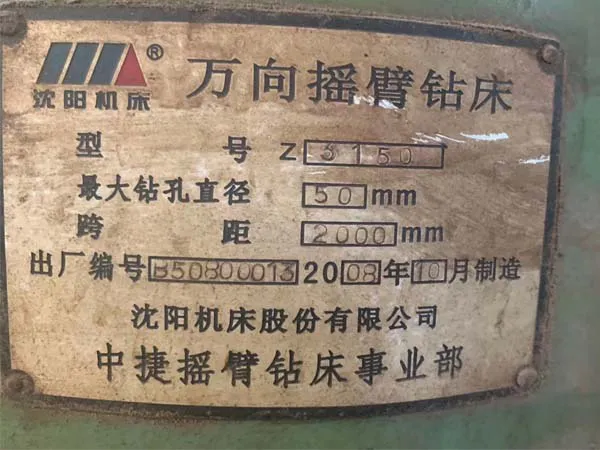 沈阳机床 ® 万向摇臂钻床
型 号 Z 3150
最大钻孔直径 50 mm
跨 距 2000 mm
出厂编号 B50800013 2008年10月制造
沈阳机床股份有限公司
中捷摇臂钻床事业部